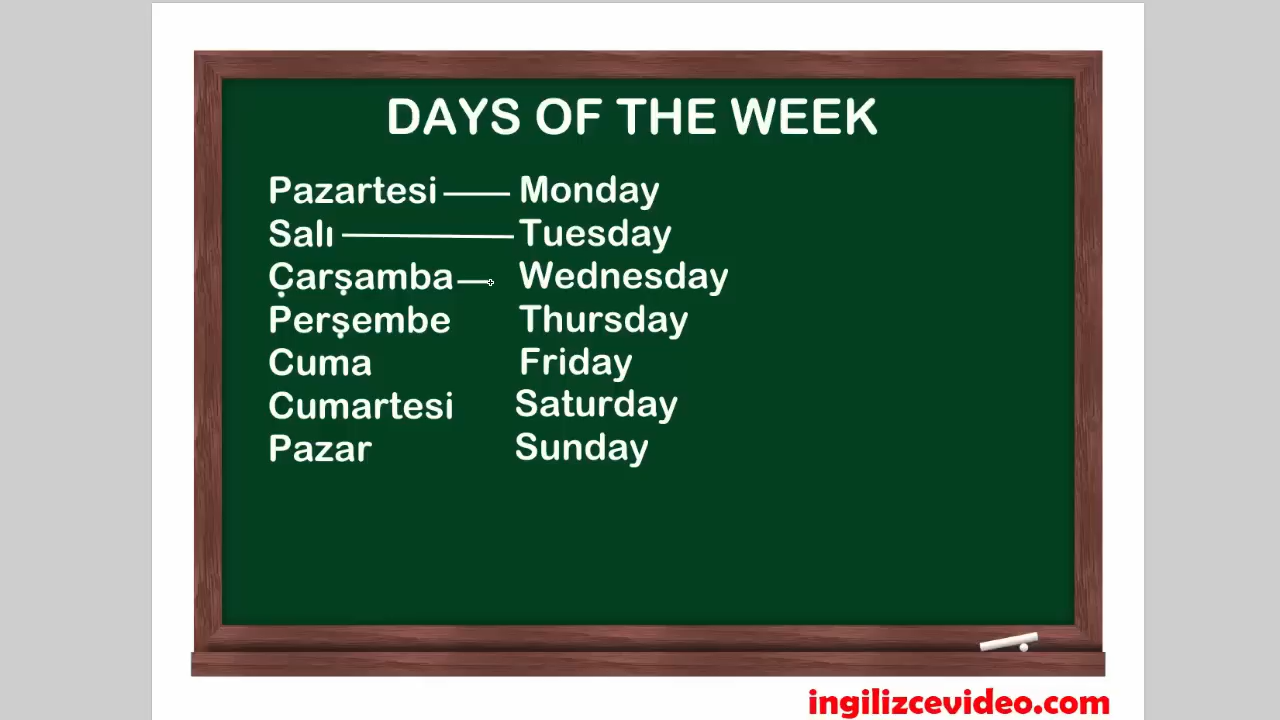 DAYS OF THE WEEK
Pazartesi Monday
Salı Tuesday
Çarşamba Wednesday
Perşembe Thursday
Cuma Friday
Cumartesi Saturday
Pazar Sunday
ingilizcevideo.com